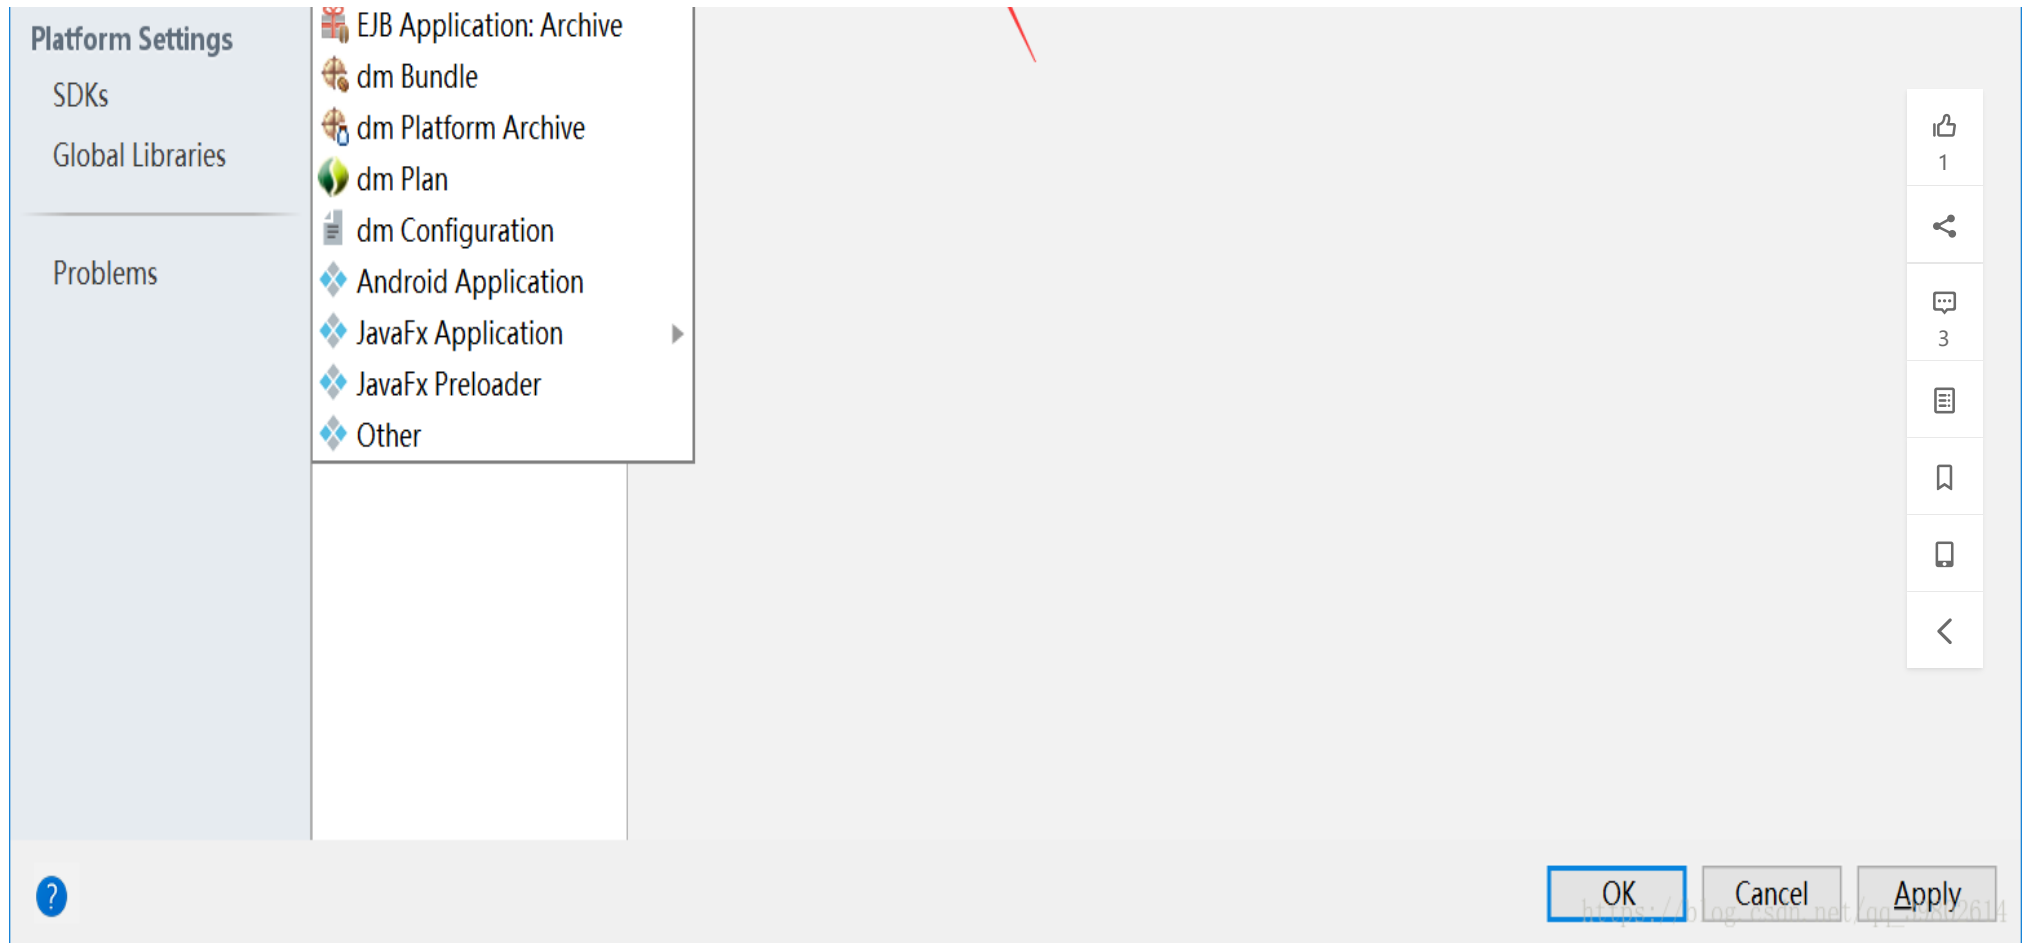 Platform Settings
SDKs
Global Libraries
Problems
EJB Application: Archive
dm Bundle
dm Platform Archive
dm Plan
dm Configuration
Android Application
JavaFx Application
JavaFx Preloader
Other
1
3
?
OK
Cancel
Apply